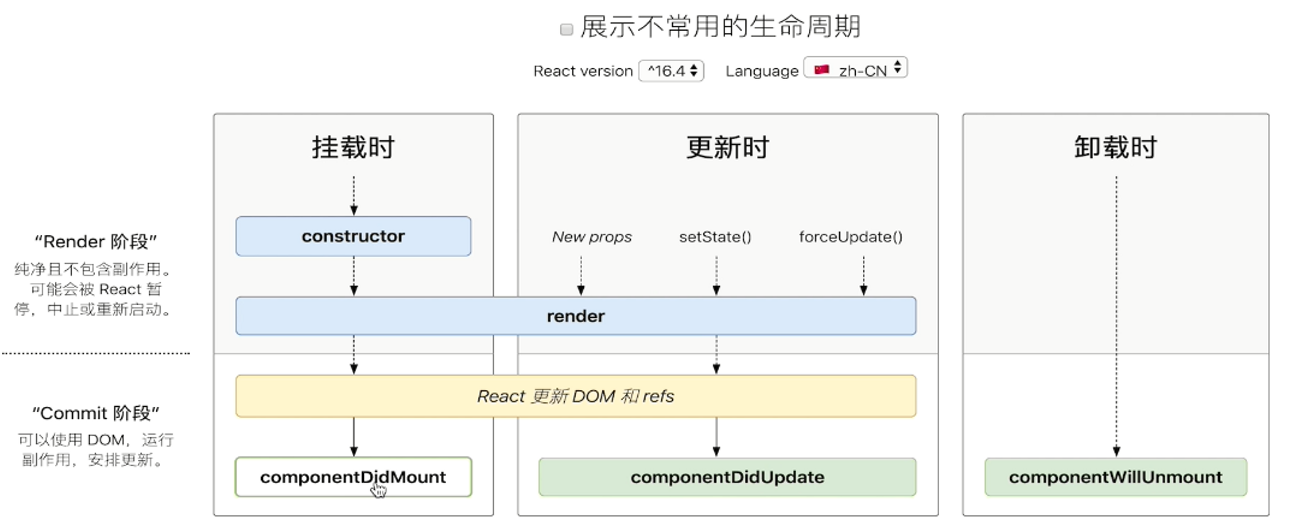 展示不常用的生命周期
React version ^16.4 Language zh-CN
挂载时
更新时
卸载时
“Render 阶段”
纯净且不包含副作用。
可能会被 React 暂
停，中止或重新启动。
constructor
New props
setState()
forceUpdate()
render
“Commit 阶段”
可以使用 DOM，运行
副作用，安排更新。
React 更新 DOM 和 refs
componentDidMount
componentDidUpdate
componentWillUnmount